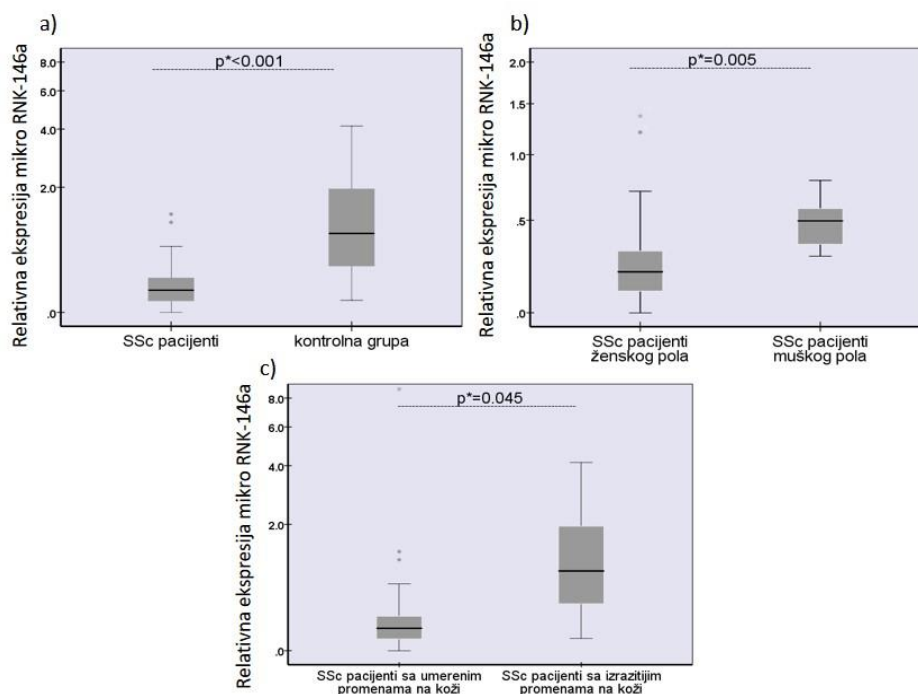 a)
Relativna ekspresija mikro RNK-146a
8.0
6.0
4.0
2.0
.0
p*<0.001
SSc pacijenti
kontrolna grupa
b)
Relativna ekspresija mikro RNK-146a
2.0
1.5
1.0
.5
.0
p*=0.005
SSc pacijenti
ženskog pola
SSc pacijenti
muškog pola
c)
Relativna ekspresija mikro RNK-146a
8.0
6.0
4.0
2.0
.0
p*=0.045
SSc pacijenti sa umerenim
promenama na koži
SSc pacijenti sa izrazitijim
promenama na koži